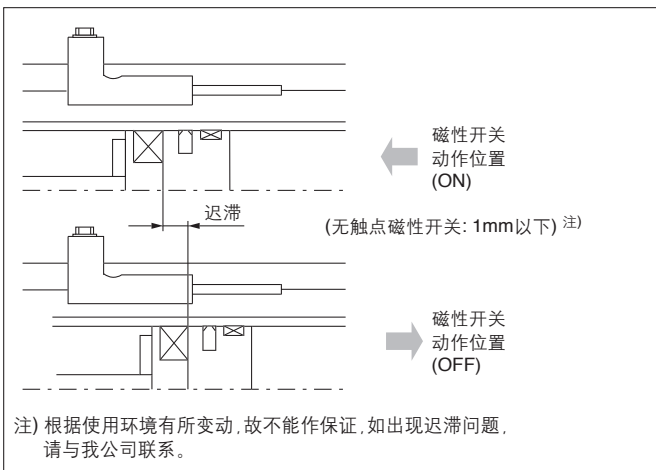 磁性开关
动作位置
(ON)
迟滞
(无触点磁性开关: 1mm以下) 注)
磁性开关
动作位置
(OFF)
注) 根据使用环境有所变动,故不能作保证,如出现迟滞问题,
请与我公司联系。